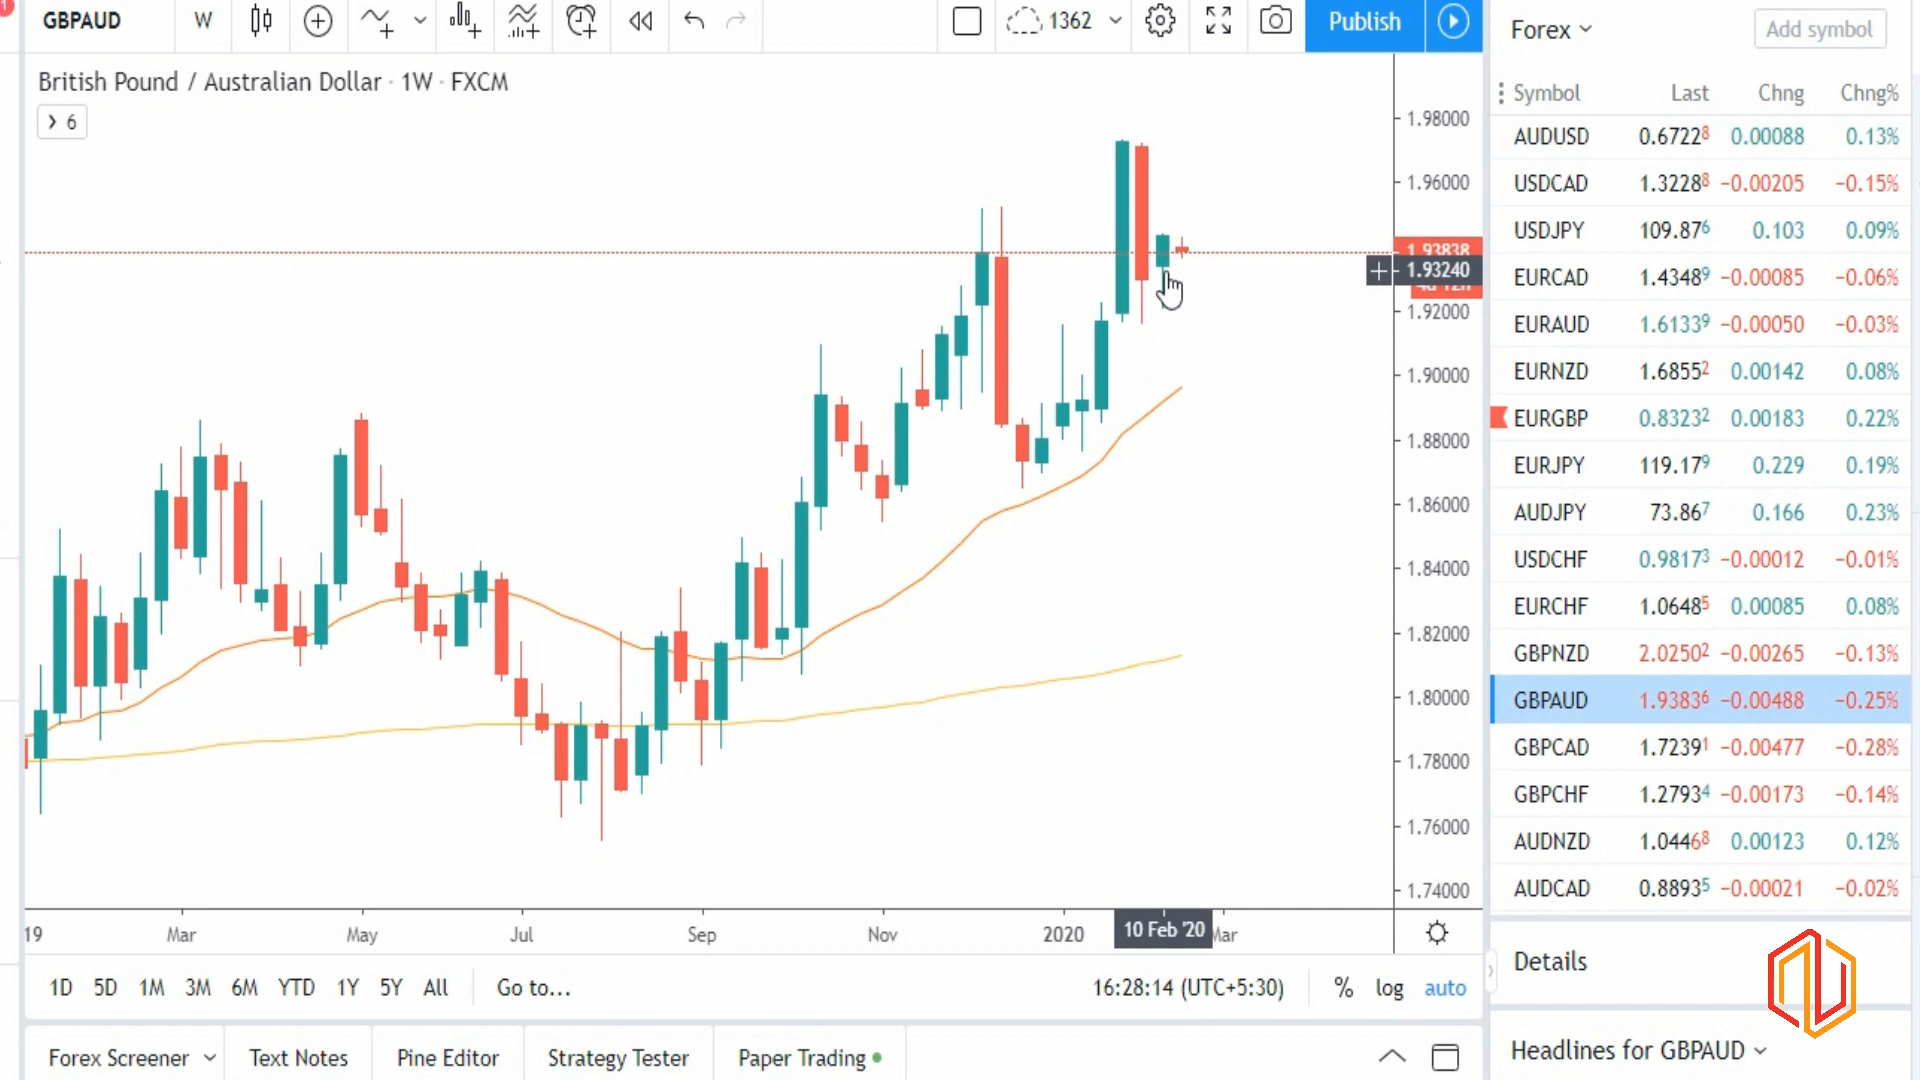 GBPAUD
W
1362
Publish
Forex
Add symbol
British Pound / Australian Dollar · 1W · FXCM
6
Symbol Last Chng Chng%
AUDUSD 0.67228 0.00088 0.13%
USDCAD 1.32288 −0.00205 −0.15%
USDJPY 109.876 0.103 0.09%
EURCAD 1.43489 −0.00085 −0.06%
EURAUD 1.61339 −0.00050 −0.03%
EURNZD 1.68552 0.00142 0.08%
EURGBP 0.83232 0.00183 0.22%
EURJPY 119.179 0.229 0.19%
AUDJPY 73.867 0.166 0.23%
USDCHF 0.98173 −0.00012 −0.01%
EURCHF 1.06485 0.00085 0.08%
GBPNZD 2.02502 −0.00265 −0.13%
GBPAUD 1.93836 −0.00488 −0.25%
GBPCAD 1.72391 −0.00477 −0.28%
GBPCHF 1.27934 −0.00173 −0.14%
AUDNZD 1.04468 0.00123 0.12%
AUDCAD 0.88935 −0.00021 −0.02%
1.98000
1.96000
1.93838
1.93240
1.92000
1.90000
1.88000
1.86000
1.84000
1.82000
1.80000
1.78000
1.76000
1.74000
19 Mar May Jul Sep Nov 2020 10 Feb '20 Mar
1D 5D 1M 3M 6M YTD 1Y 5Y All Go to... 16:28:14 (UTC+5:30) % log auto
Details
Forex Screener Text Notes Pine Editor Strategy Tester Paper Trading
Headlines for GBPAUD